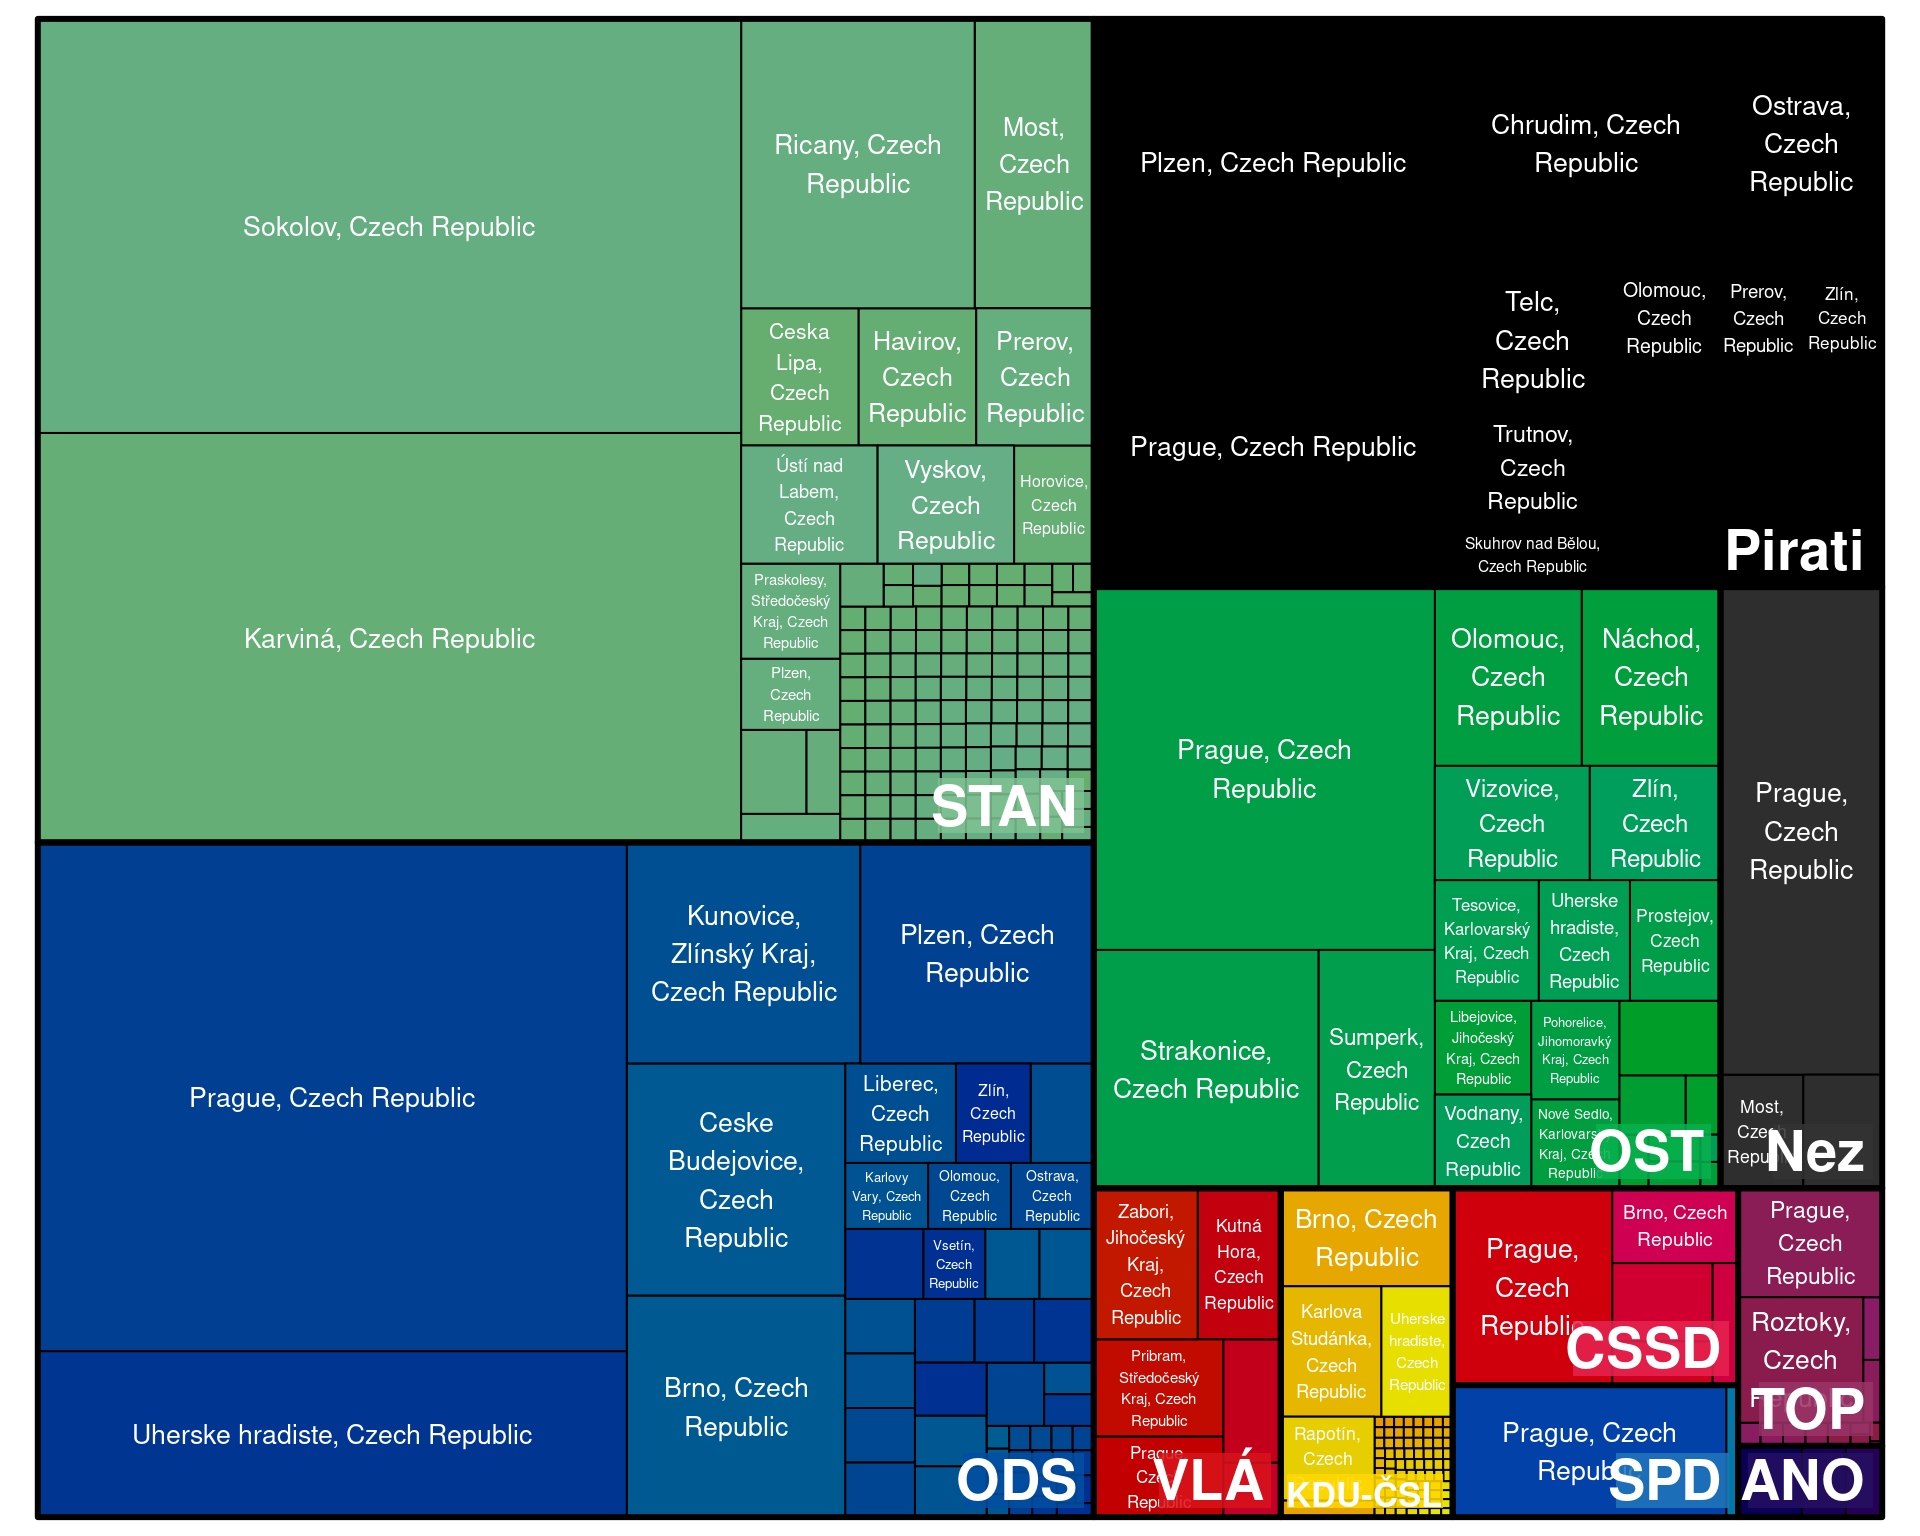 Sokolov, Czech Republic
Karviná, Czech Republic
Ricany, Czech
Republic
Most,
Czech
Republic
Ceska
Lipa,
Czech
Republic
Havirov,
Czech
Republic
Prerov,
Czech
Republic
Ústí nad
Labem,
Czech
Republic
Vyskov,
Czech
Republic
Horovice,
Czech
Republic
Praskolesy,
Středočeský
Kraj, Czech
Republic
Plzen,
Czech
Republic
STAN
Prague, Czech Republic
Uherske hradiste, Czech Republic
Kunovice,
Zlínský Kraj,
Czech Republic
Plzen, Czech
Republic
Ceske
Budejovice,
Czech
Republic
Brno, Czech
Republic
Liberec,
Czech
Republic
Zlín,
Czech
Republic
Karlovy
Vary, Czech
Republic
Olomouc,
Czech
Republic
Ostrava,
Czech
Republic
Vsetín,
Czech
Republic
ODS
Plzen, Czech Republic
Prague, Czech Republic
Chrudim, Czech
Republic
Ostrava,
Czech
Republic
Telc,
Czech
Republic
Olomouc,
Czech
Republic
Prerov,
Czech
Republic
Zlín,
Czech
Republic
Trutnov,
Czech
Republic
Skuhrov nad Bělou,
Czech Republic
Pirati
Prague, Czech
Republic
Strakonice,
Czech Republic
Sumperk,
Czech
Republic
Olomouc,
Czech
Republic
Náchod,
Czech
Republic
Vizovice,
Czech
Republic
Zlín,
Czech
Republic
Tesovice,
Karlovarský
Kraj, Czech
Republic
Uherske
hradiste,
Czech
Republic
Prostejov,
Czech
Republic
Libejovice,
Jihočeský
Kraj, Czech
Republic
Pohorelice,
Jihomoravký
Kraj, Czech
Republic
Vodnany,
Czech
Republic
Nové Sedlo,
Kraj,
OST
Prague,
Czech
Republic
Most,
Nez
Zabori,
Jihočeský
Kraj,
Czech
Republic
Kutná
Hora,
Czech
Republic
Pribram,
Středočeský
Kraj, Czech
Republic
Prague,
VLÁ
Brno, Czech
Republic
Karlova
Studánka,
Czech
Republic
Uherske
hradiste,
Czech
Republic
Rapotín,
Czech
KDU-ČSL
Prague,
Czech
Republic
Brno, Czech
Republic
CSSD
Prague, Czech
SPD
Prague,
Czech
Republic
Roztoky,
Czech
TOP
ANO